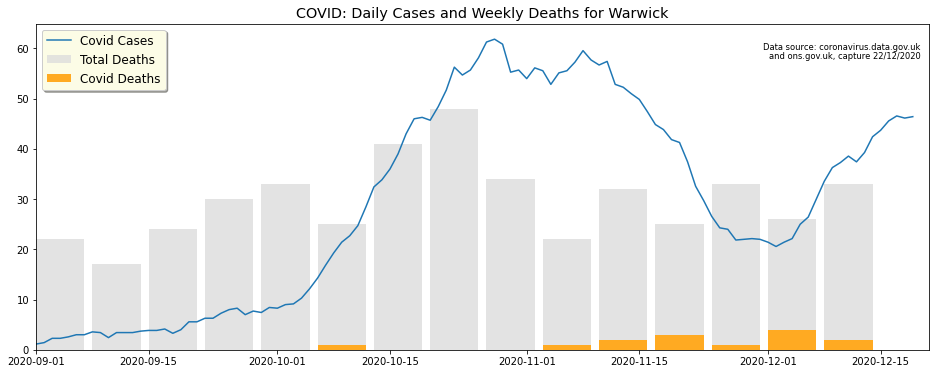 COVID: Daily Cases and Weekly Deaths for Warwick
Covid Cases
Total Deaths
Covid Deaths
Data source: coronavirus.data.gov.uk
and ons.gov.uk, capture 22/12/2020
60
50
40
30
20
10
0
2020-09-01
2020-09-15
2020-10-01
2020-10-15
2020-11-01
2020-11-15
2020-12-01
2020-12-15